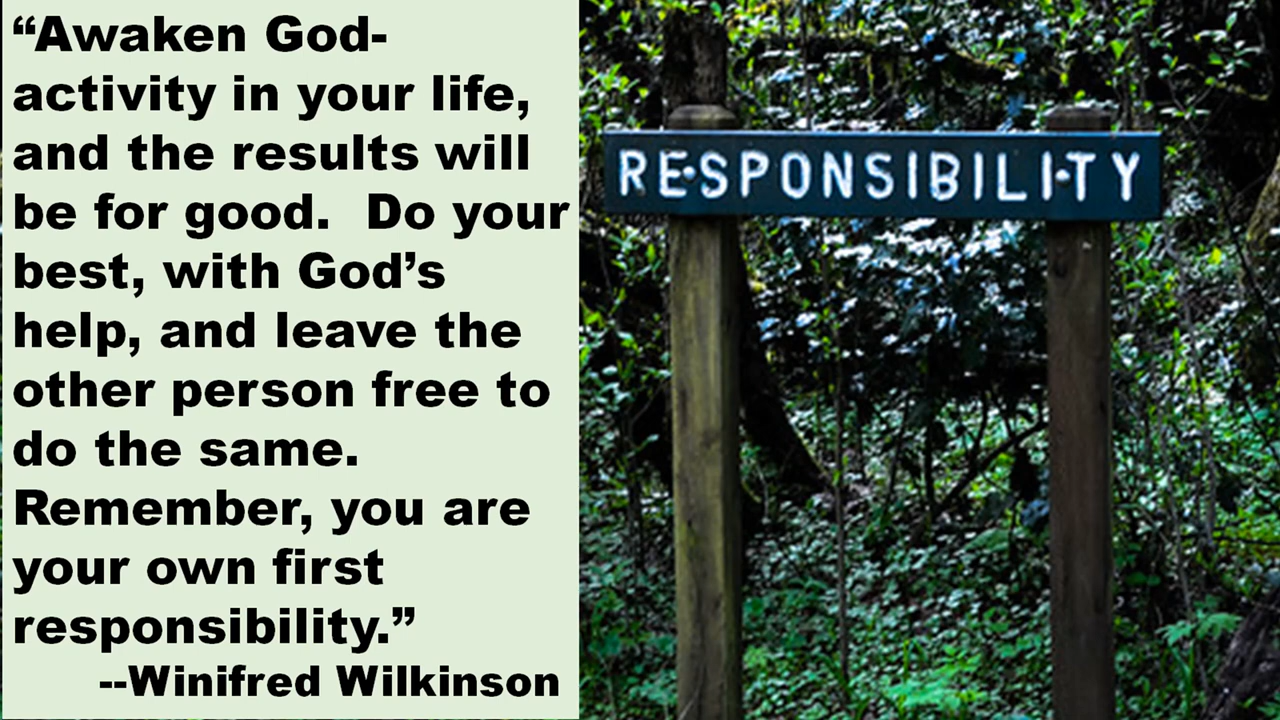 “Awaken God-
activity in your life,
and the results will
be for good.  Do your
best, with God’s
help, and leave the
other person free to
do the same.
Remember, you are
your own first
responsibility.”
--Winifred Wilkinson
RESPONSIBILITY